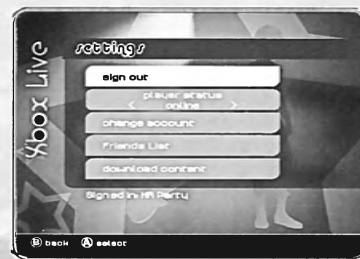 Xbox Live
settings
sign out
player status
online
change account
Friends List
download content
Signed in: MR Party
B back A select